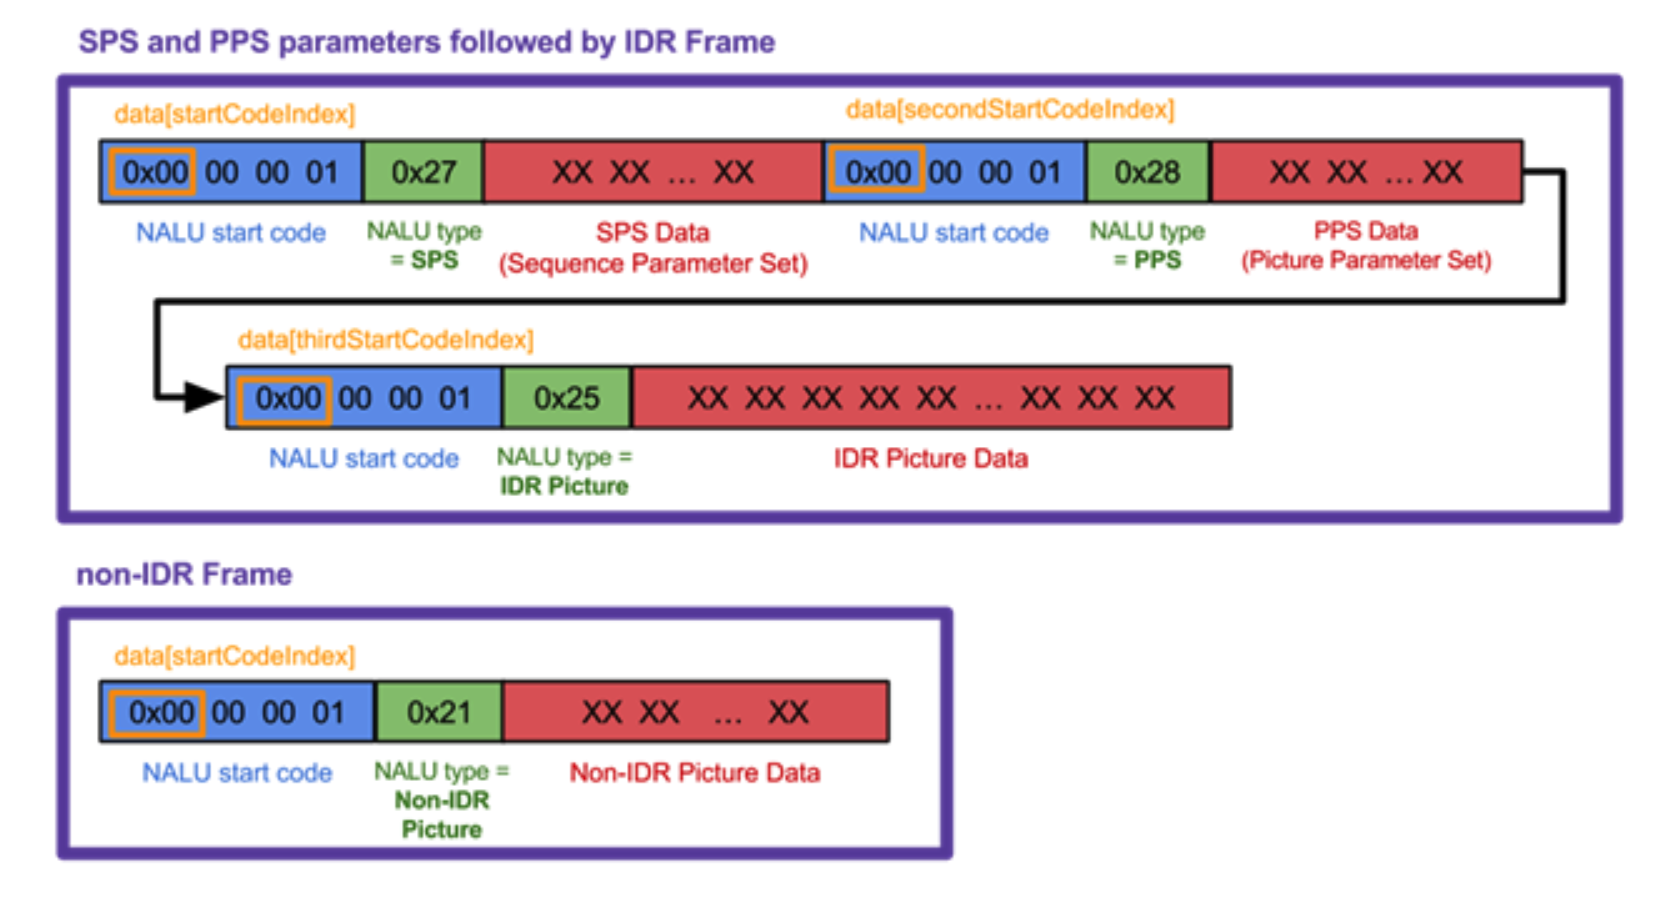 SPS and PPS parameters followed by IDR Frame
data[startCodeIndex]
data[secondStartCodeIndex]
0x00 00 00 01 0x27 XX XX ... XX 0x00 00 00 01 0x28 XX XX ... XX
NALU start code
NALU type
= SPS
SPS Data
(Sequence Parameter Set)
NALU start code
NALU type
= PPS
PPS Data
(Picture Parameter Set)
data[thirdStartCodeIndex]
0x00 00 00 01 0x25 XX XX XX XX XX ... XX XX XX
NALU start code
NALU type =
IDR Picture
IDR Picture Data
non-IDR Frame
data[startCodeIndex]
0x00 00 00 01 0x21 XX XX ... XX
NALU start code
NALU type =
Non-IDR
Picture
Non-IDR Picture Data